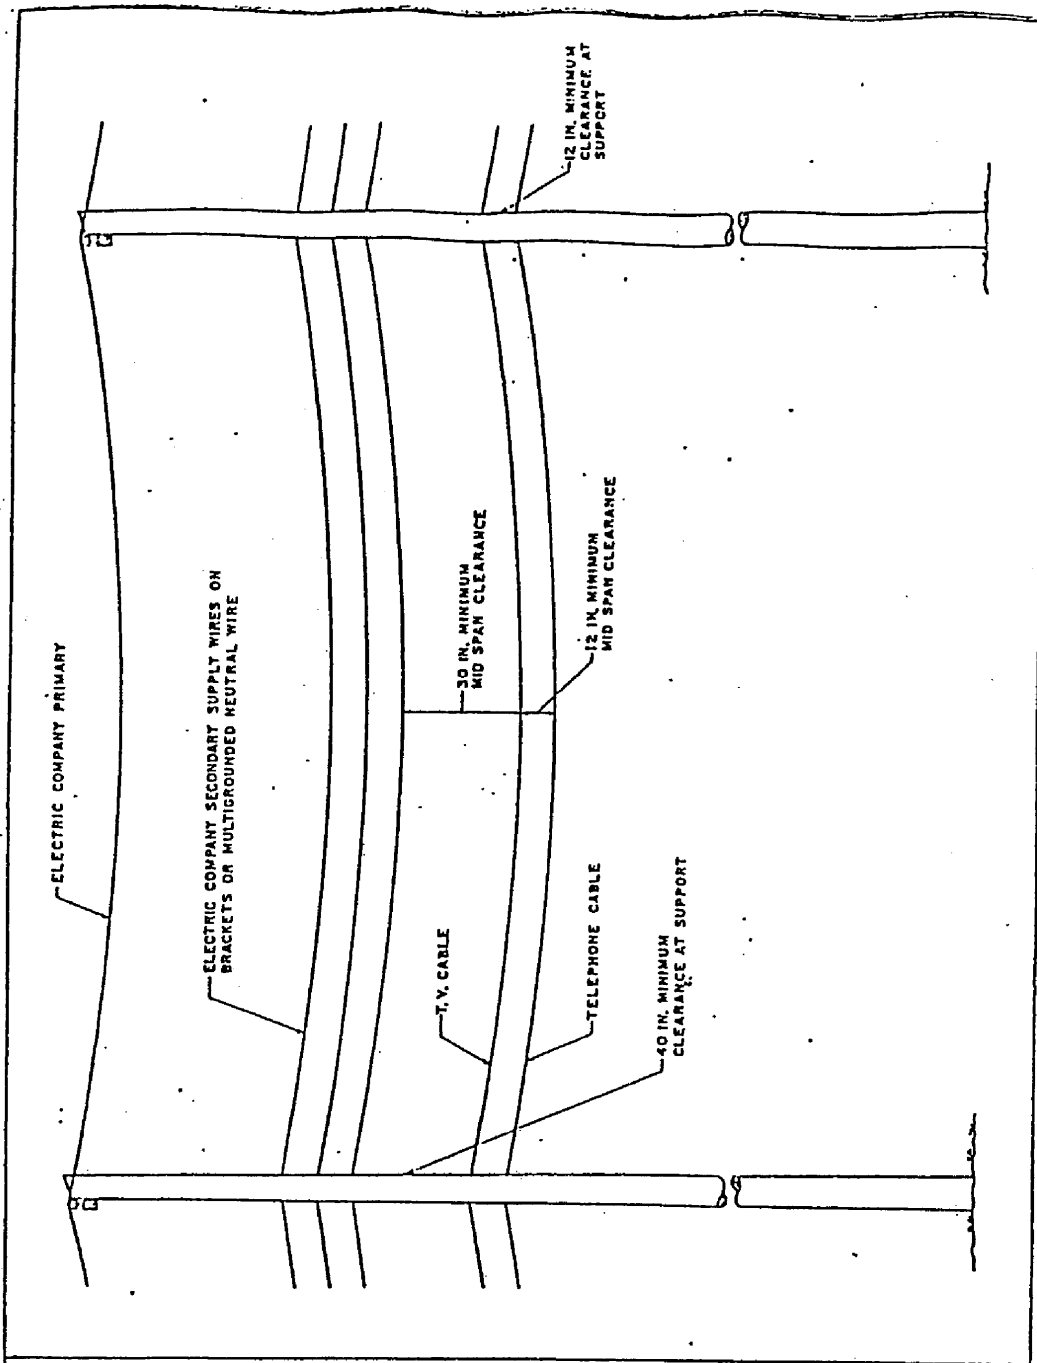 ELECTRIC COMPANY PRIMARY
ELECTRIC COMPANY SECONDARY SUPPLY WIRES ON
BRACKETS OR MULTIGROUNDED NEUTRAL WIRE
T.V. CABLE
30 IN. MINIMUM
MID SPAN CLEARANCE
12 IN. MINIMUM
CLEARANCE AT
SUPPORT
TELEPHONE CABLE
12 IN. MINIMUM
MID SPAN CLEARANCE
40 IN. MINIMUM
CLEARANCE AT SUPPORT